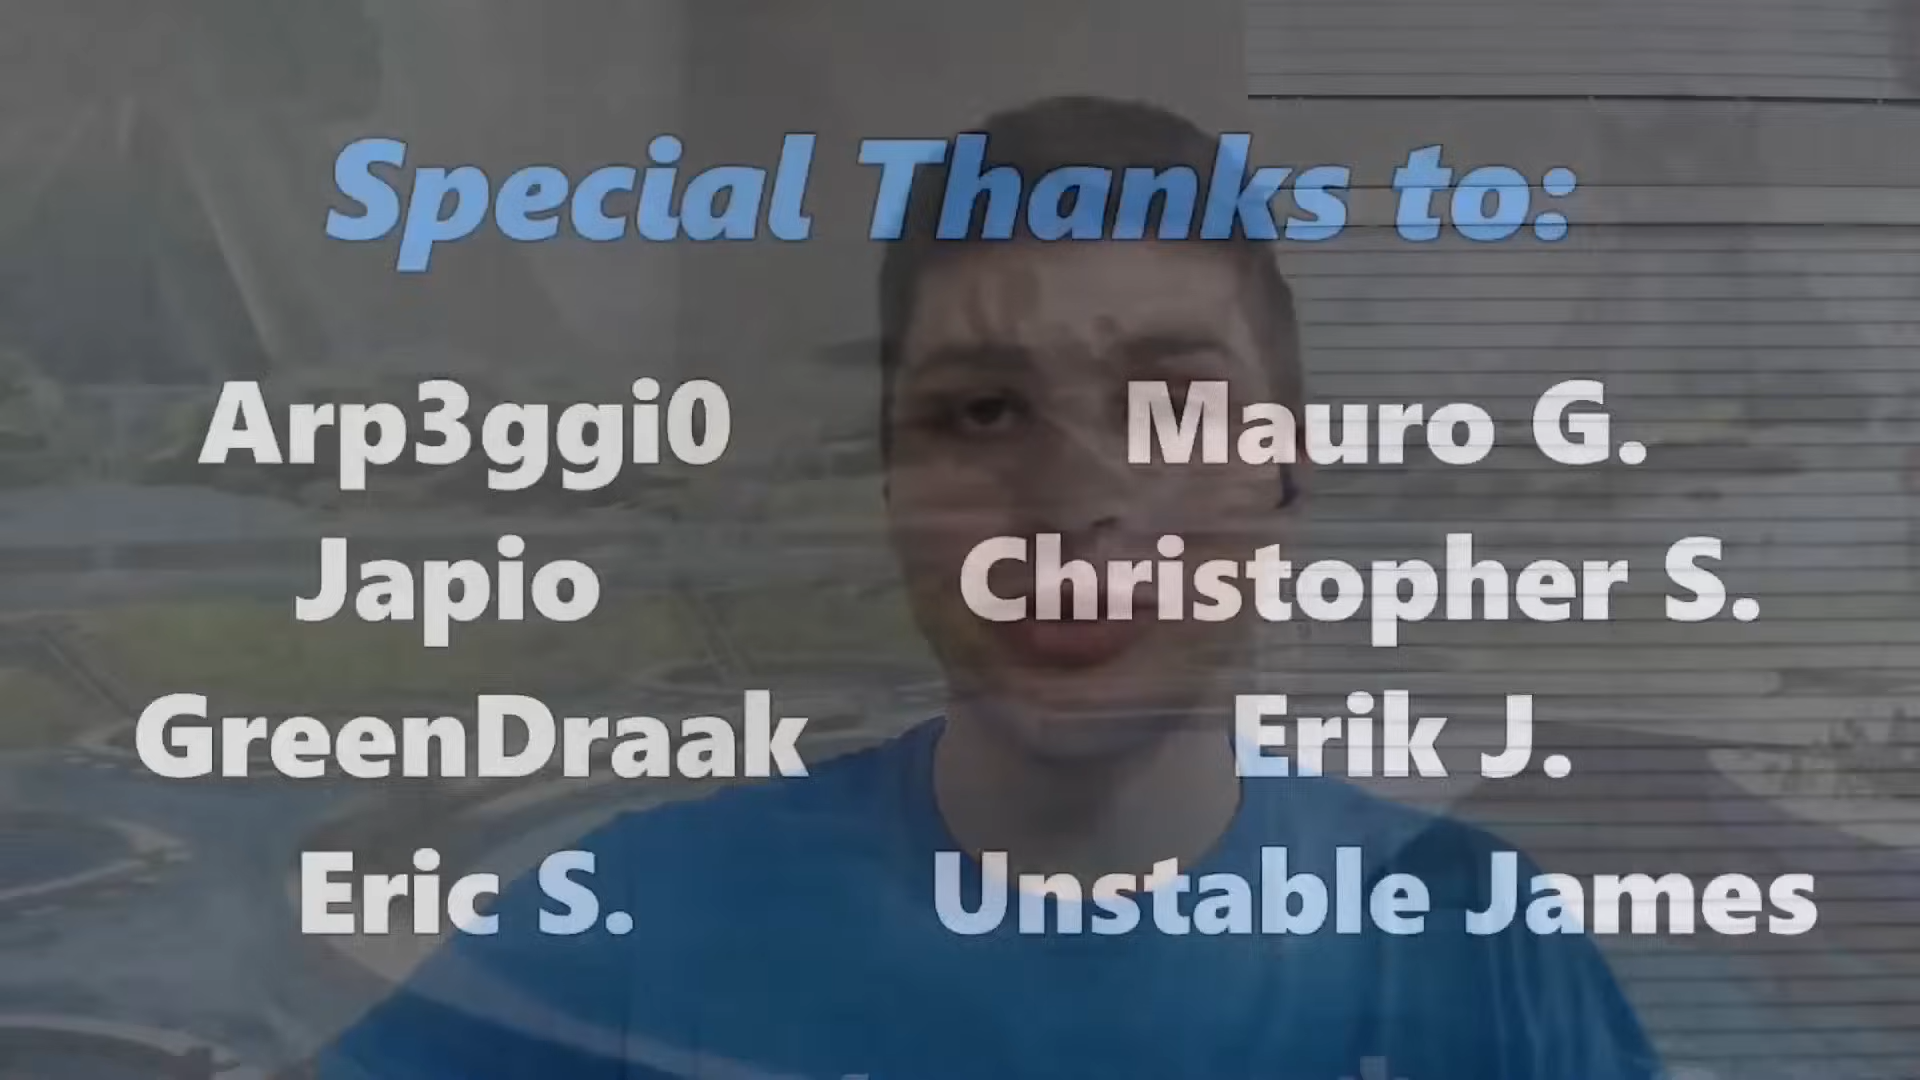 Special Thanks to:
Arp3ggi0
Mauro G.
Japio
Christopher S.
GreenDraak
Erik J.
Eric S.
Unstable James